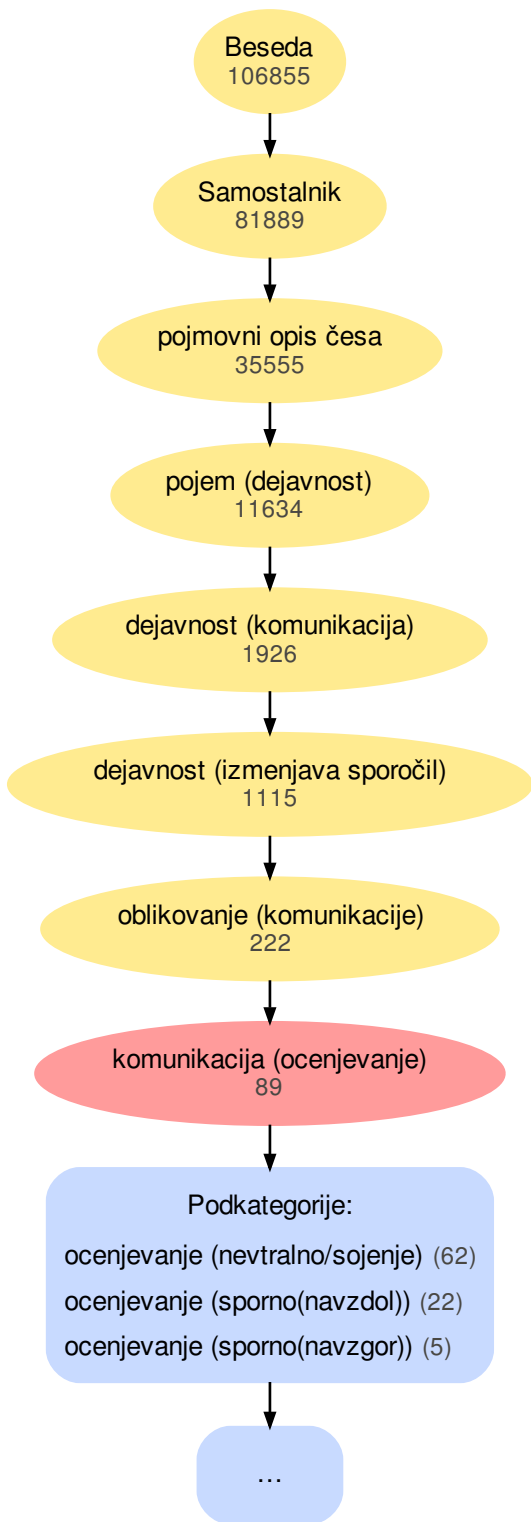 Beseda
106855
Samostalnik
81889
pojmovni opis česa
35555
pojem (dejavnost)
11634
dejavnost (komunikacija)
1926
dejavnost (izmenjava sporočil)
1115
oblikovanje (komunikacije)
222
komunikacija (ocenjevanje)
89
Podkategorije:
ocenjevanje (nevtralno/sojenje) (62)
ocenjevanje (sporno(navzdol)) (22)
ocenjevanje (sporno(navzgor)) (5)
...